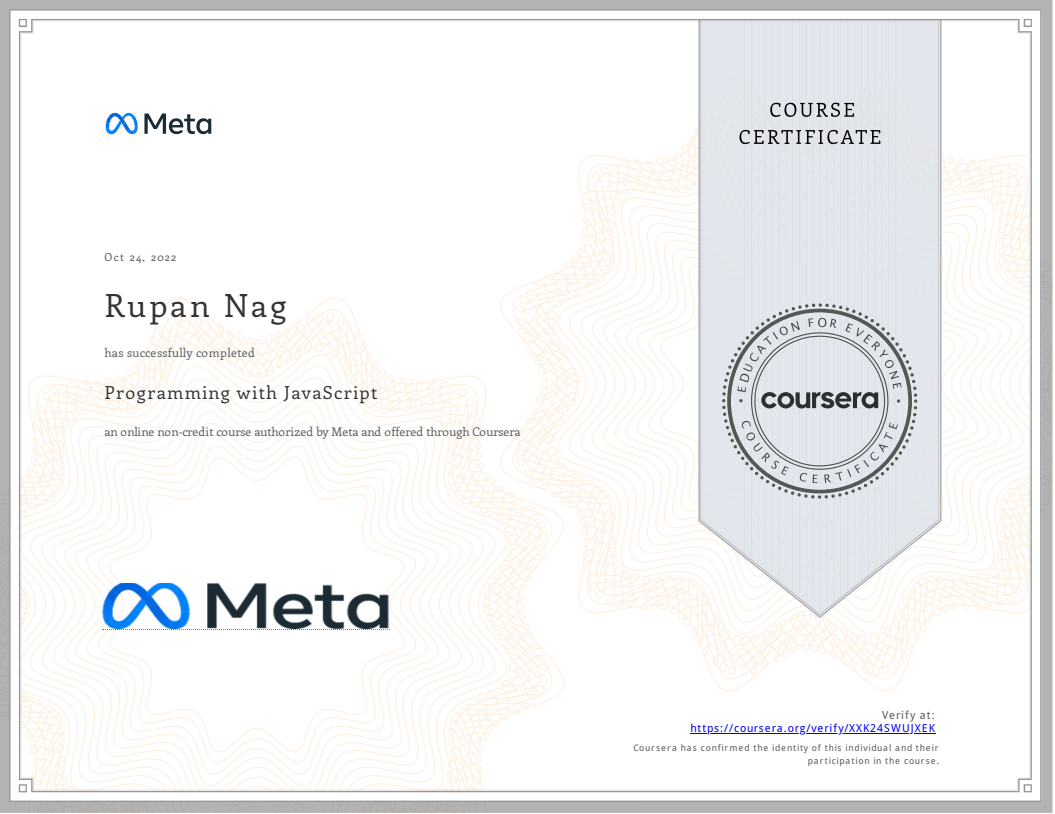 Meta
COURSE
CERTIFICATE
Oct 24, 2022
Rupan Nag
has successfully completed
Programming with JavaScript
an online non-credit course authorized by Meta and offered through Coursera
EDUCATION FOR EVERYONE
coursera
COURSE CERTIFICATE
Meta
Verify at:
https://coursera.org/verify/XXK24SWUJXEK
Coursera has confirmed the identity of this individual and their
participation in the course.